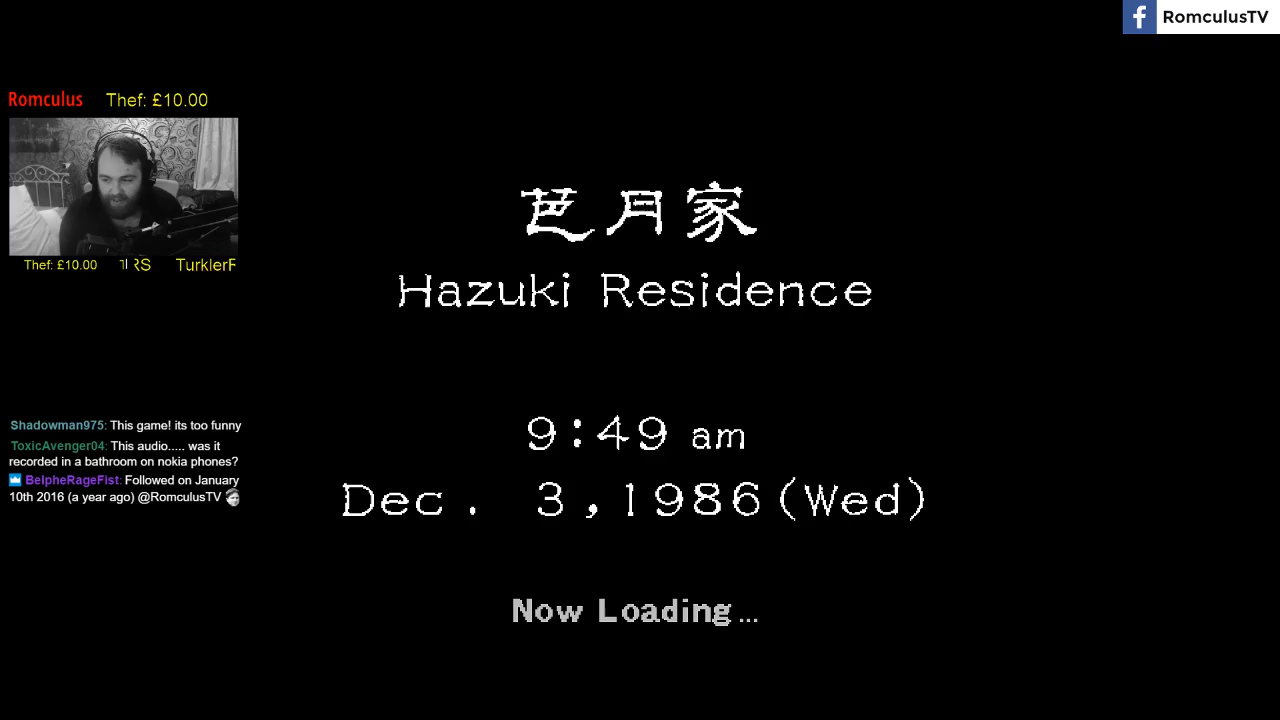 RomculusTV
Romculus Thef: £10.00
Thef: £10.00 TurklerF
芭月家
Hazuki Residence
9:49 am
Dec. 3,1986(Wed)
Now Loading...
Shadowman975: This game! its too funny
ToxicAvenger04: This audio..... was it
recorded in a bathroom on nokia phones?
BelpheRageFist: Followed on January
10th 2016 (a year ago) @RomculusTV